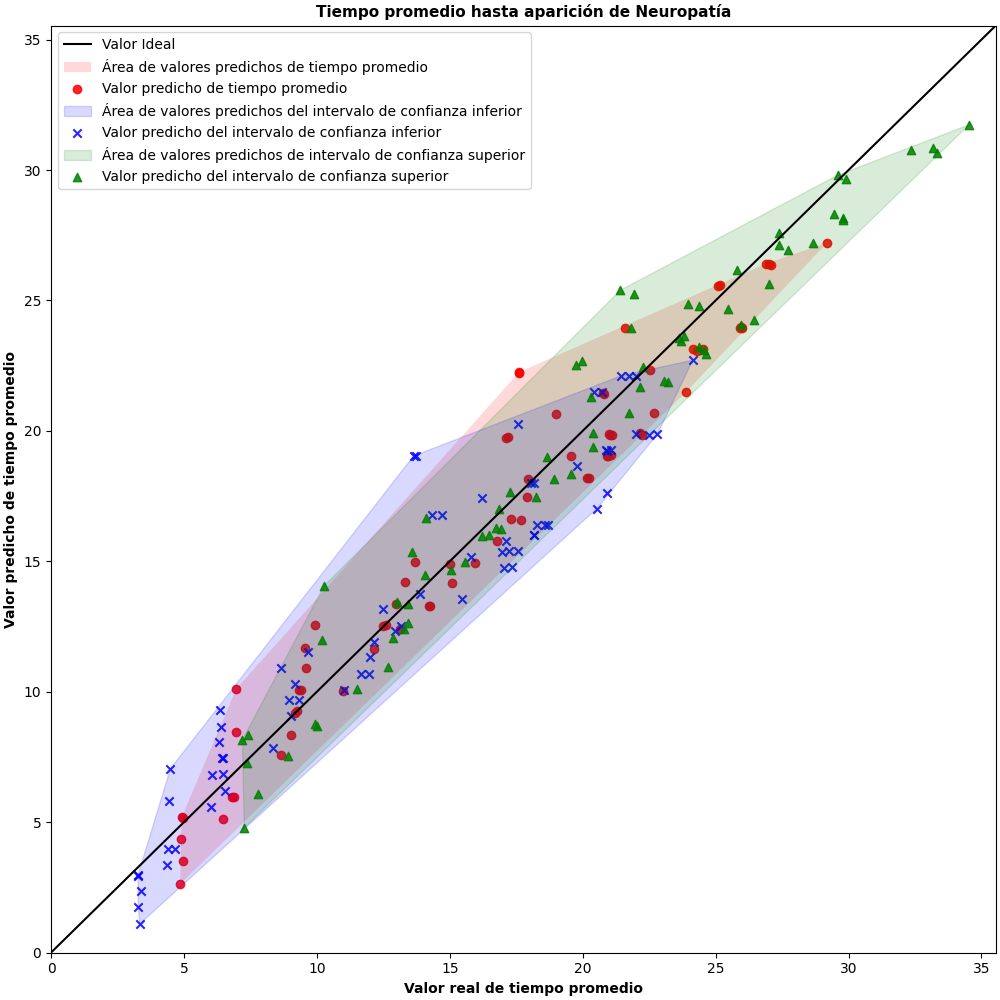 Tiempo promedio hasta aparición de Neuropatía
Valor Ideal
Área de valores predichos de tiempo promedio
Valor predicho de tiempo promedio
Área de valores predichos del intervalo de confianza inferior
Valor predicho del intervalo de confianza inferior
Área de valores predichos de intervalo de confianza superior
Valor predicho del intervalo de confianza superior
Valor predicho de tiempo promedio
35
30
25
20
15
10
5
0
0 5 10 15 20 25 30 35
Valor real de tiempo promedio